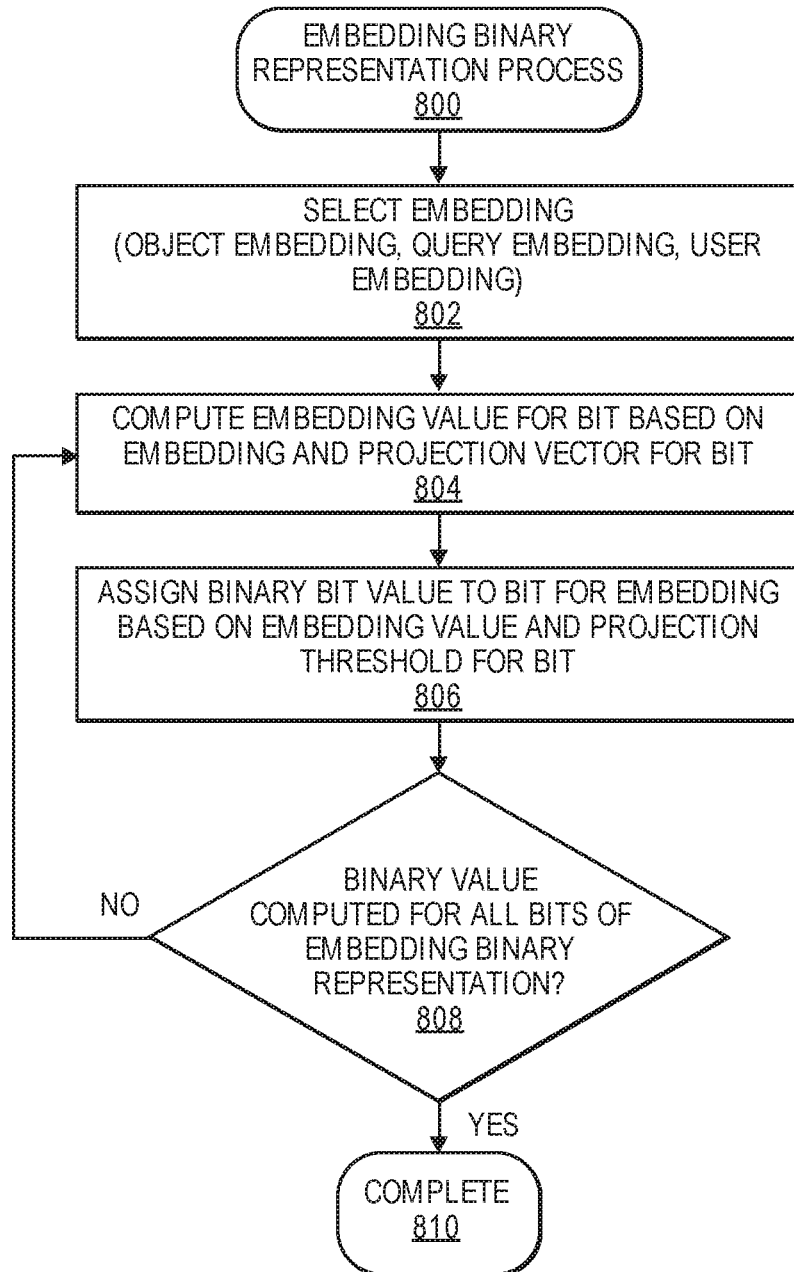 EMBEDDING BINARY
REPRESENTATION PROCESS
800
SELECT EMBEDDING
(OBJECT EMBEDDING, QUERY EMBEDDING, USER
EMBEDDING)
802
COMPUTE EMBEDDING VALUE FOR BIT BASED ON
EMBEDDING AND PROJECTION VECTOR FOR BIT
804
ASSIGN BINARY BIT VALUE TO BIT FOR EMBEDDING
BASED ON EMBEDDING VALUE AND PROJECTION
THRESHOLD FOR BIT
806
NO
BINARY VALUE
COMPUTED FOR ALL BITS OF
EMBEDDING BINARY
REPRESENTATION?
808
YES
COMPLETE
810